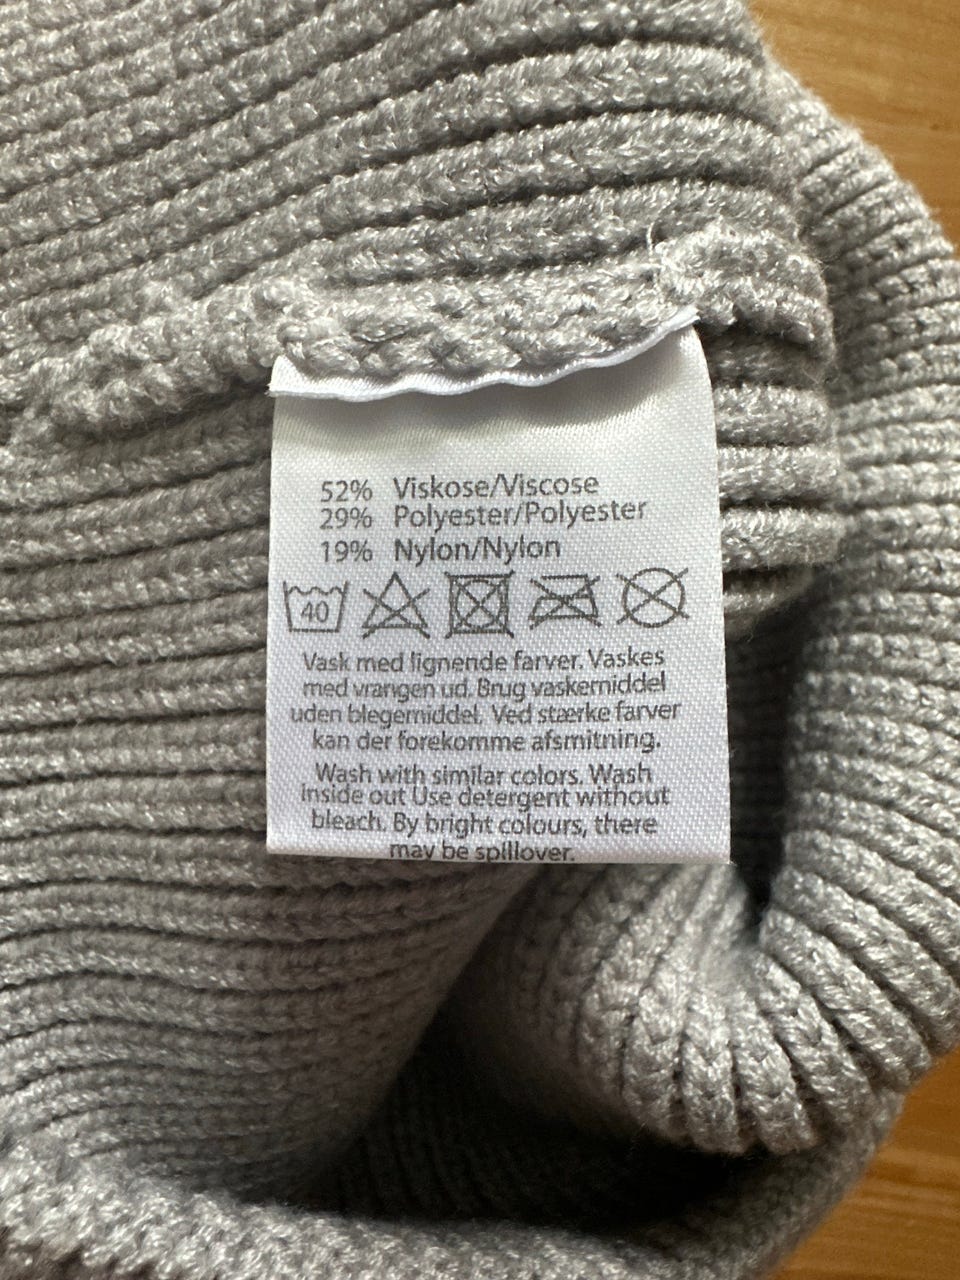 52% Viskose/Viscose
29% Polyester/Polyester
19% Nylon/Nylon
40
Vask med lignende farver. Vaskes
med vrangen ud. Brug vaskemiddel
uden blegemiddel. Ved stærke farver
kan der forekomme afsmitning.
Wash with similar colors. Wash
inside out Use detergent without
bleach. By bright colours, there
may be spillover.